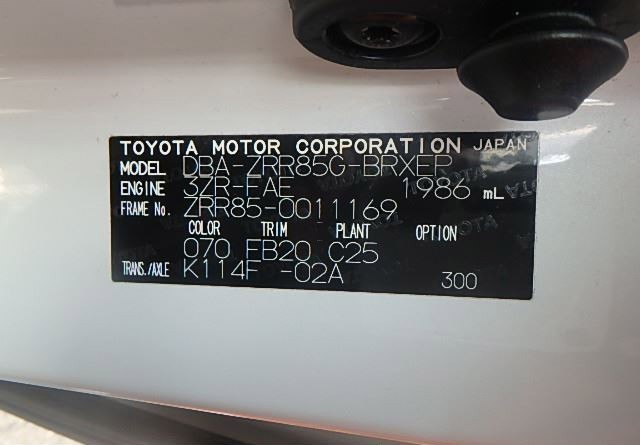 TOYOTA MOTOR CORPORATION JAPAN
MODEL DBA-ZRR85G-BRXEP
ENGINE 3ZR-FAE 1986 mL
FRAME No. ZRR85-0011169
COLOR TRIM PLANT OPTION
070 FB20 C25
TRANS./AXLE K114F -02A
300